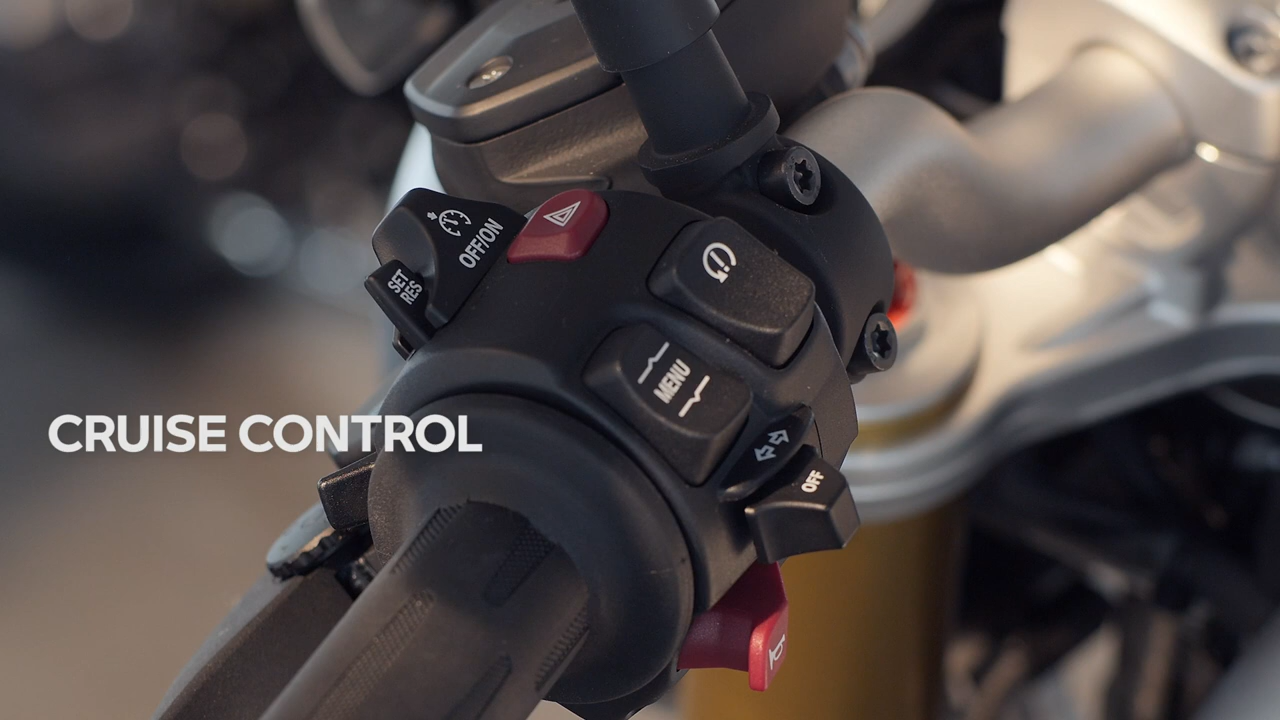 OFF/ON
SET
RES
MENU
OFF
CRUISE CONTROL